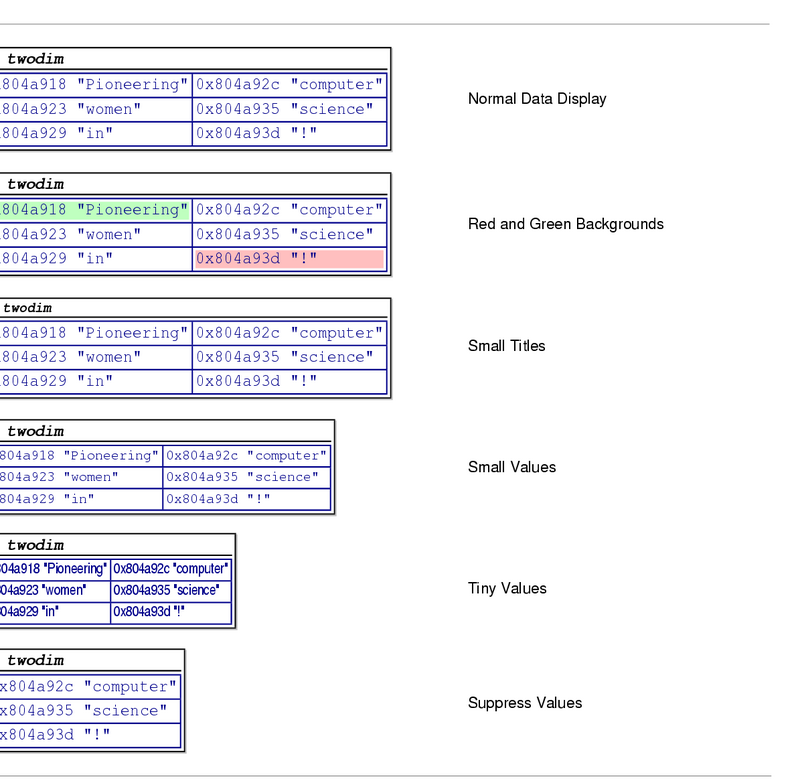 twodim
804a918 "Pioneering" 0x804a92c "computer"
804a923 "women" 0x804a935 "science"
804a929 "in" 0x804a93d "!"
Normal Data Display
twodim
804a918 "Pioneering" 0x804a92c "computer"
804a923 "women" 0x804a935 "science"
804a929 "in" 0x804a93d "!"
Red and Green Backgrounds
twodim
804a918 "Pioneering" 0x804a92c "computer"
804a923 "women" 0x804a935 "science"
804a929 "in" 0x804a93d "!"
Small Titles
twodim
804a918 "Pioneering" 0x804a92c "computer"
804a923 "women" 0x804a935 "science"
804a929 "in" 0x804a93d "!"
Small Values
twodim
04a918 "Pioneering" 0x804a92c "computer"
04a923 "women" 0x804a935 "science"
04a929 "in" 0x804a93d "!"
Tiny Values
twodim
x804a92c "computer"
x804a935 "science"
x804a93d "!"
Suppress Values